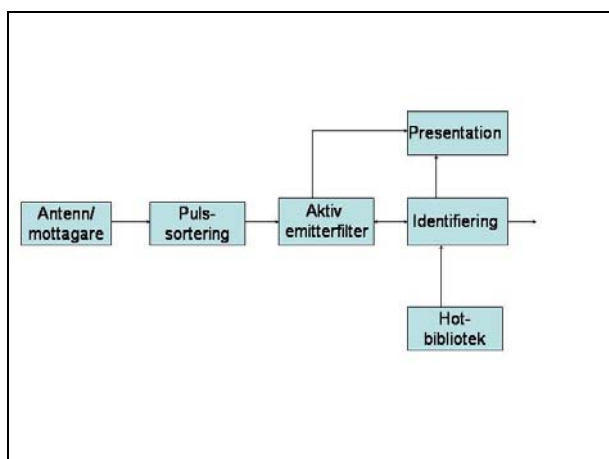 Presentation
Antenn/
mottagare
Puls-
sortering
Aktiv
emitterfilter
Identifiering
Hot-
bibliotek